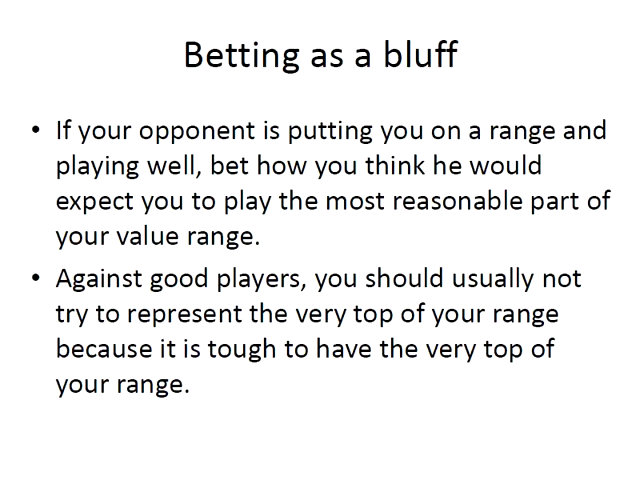 Betting as a bluff
• If your opponent is putting you on a range and
playing well, bet how you think he would
expect you to play the most reasonable part of
your value range.
• Against good players, you should usually not
try to represent the very top of your range
because it is tough to have the very top of
your range.